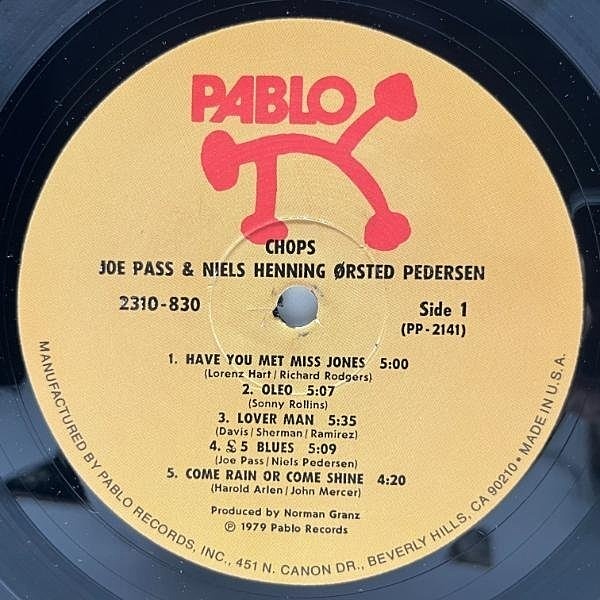 PABLO
CHOPS
JOE PASS & NIELS HENNING ØRSTED PEDERSEN
2310-830
Side 1
(PP-2141)
1. HAVE YOU MET MISS JONES 5:00
(Lorenz Hart/Richard Rodgers)
2. OLEO 5:07
(Sonny Rollins)
3. LOVER MAN 5:35
(Davis/Sherman/Ramirez)
4. £5 BLUES 5:09
(Joe Pass/Niels Pedersen)
5. COME RAIN OR COME SHINE 4:20
(Harold Arlen/John Mercer)
Produced by Norman Granz
℗ 1979 Pablo Records
MANUFACTURED BY PABLO RECORDS, INC., 451 N. CANON DR., BEVERLY HILLS, CA 90210 • MADE IN U.S.A.